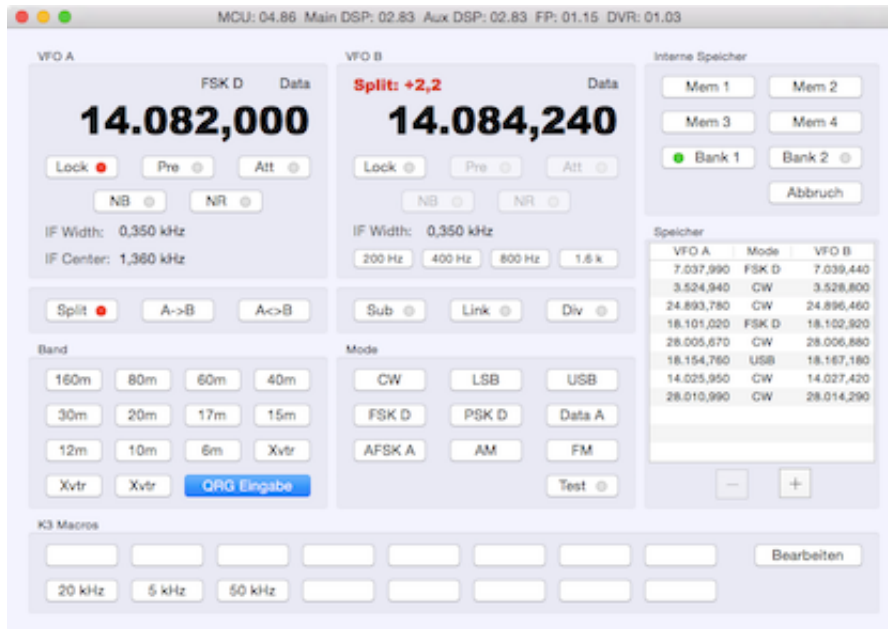 MCU: 04.86 Main DSP: 02.83 Aux DSP: 02.83 FP: 01.15 DVR: 01.03
VFO A
FSK D Data
14.082,000
Lock Pre Att
NB NR
IF Width: 0,350 kHz
IF Center: 1,360 kHz
VFO B
Split: +2,2 Data
14.084,240
Lock Pre Att
NB NR
IF Width: 0,350 kHz
200 Hz 400 Hz 800 Hz 1.6 k
Interne Speicher
Mem 1 Mem 2
Mem 3 Mem 4
Bank 1 Bank 2
Abbruch
Speicher
VFO A Mode VFO B
7.037,990 FSK D 7.039,440
3.524,940 CW 3.528,800
24.893,780 CW 24.896,460
18.101,020 FSK D 18.102,920
28.005,670 CW 28.006,880
18.154,760 USB 18.167,180
14.025,950 CW 14.027,420
28.010,990 CW 28.014,290
− +
Split A->B A<>B
Sub Link Div
Band
160m 80m 60m 40m
30m 20m 17m 15m
12m 10m 6m Xvtr
Xvtr Xvtr QRG Eingabe
Mode
CW LSB USB
FSK D PSK D Data A
AFSK A AM FM
Test
K3 Macros
Bearbeiten
20 kHz 5 kHz 50 kHz